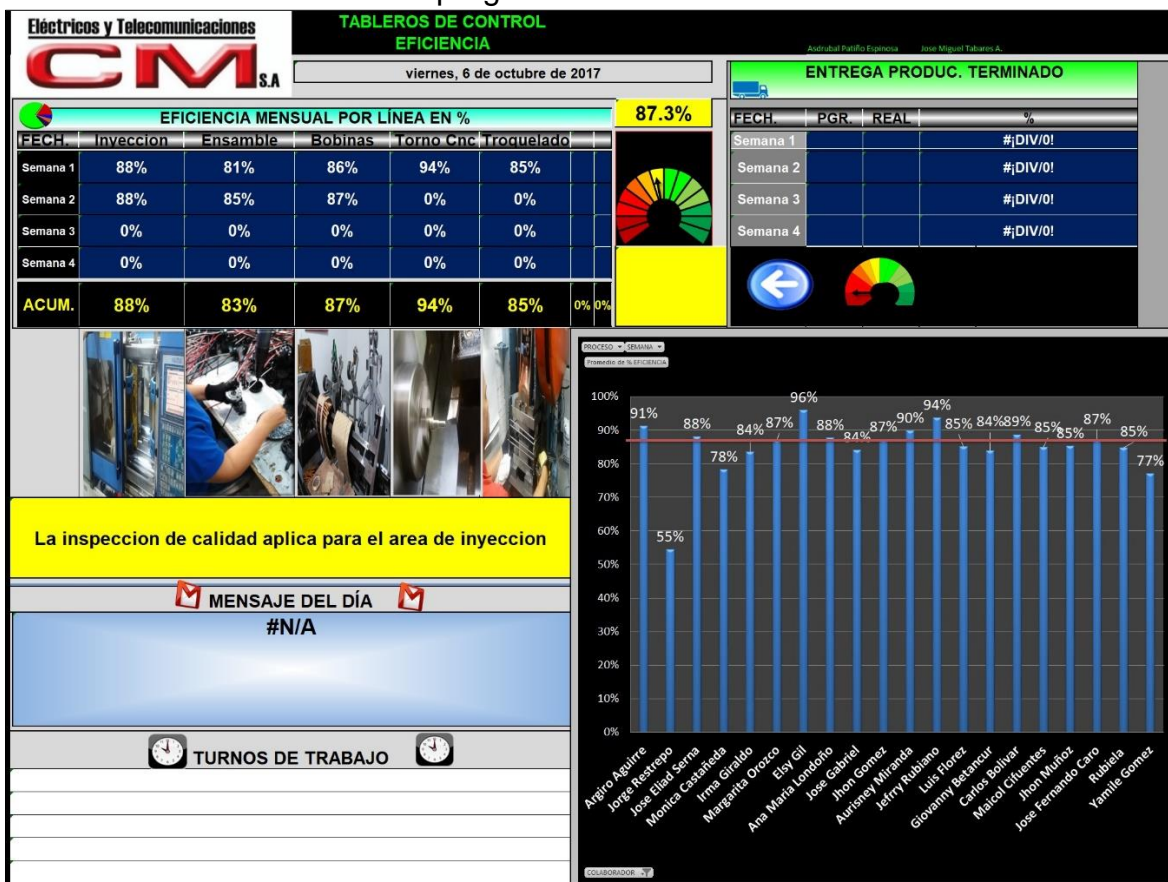 Eléctricos y Telecomunicaciones
CM S.A
TABLEROS DE CONTROL
EFICIENCIA
Asdrubal Patiño Espinosa Jose Miguel Tabares A.
viernes, 6 de octubre de 2017
ENTREGA PRODUC. TERMINADO
EFICIENCIA MENSUAL POR LÍNEA EN %
87.3%
FECH. Inyeccion Ensamble Bobinas Torno Cnc Troquelado
Semana 1 88% 81% 86% 94% 85%
Semana 2 88% 85% 87% 0% 0%
Semana 3 0% 0% 0% 0% 0%
Semana 4 0% 0% 0% 0% 0%
ACUM. 88% 83% 87% 94% 85% 0% 0%
FECH. PGR. REAL %
Semana 1 #¡DIV/0!
Semana 2 #¡DIV/0!
Semana 3 #¡DIV/0!
Semana 4 #¡DIV/0!
La inspeccion de calidad aplica para el area de inyeccion
MENSAJE DEL DÍA
#N/A
TURNOS DE TRABAJO
PROCESO SEMANA
Promedio de % EFICIENCIA
100%
90%
80%
70%
60%
50%
40%
30%
20%
10%
0%
91% 55% 88% 78% 84% 87% 96% 88% 84% 87% 90% 94% 85% 84% 89% 85% 85% 87% 85% 77%
Argiro Aguirre
Jorge Restrepo
Jose Eliad Serna
Monica Castañeda
Irma Giraldo
Margarita Orozco
Elsy Gil
Ana Maria Londoño
Jose Gabriel
Jhon Gomez
Aurisney Miranda
Jefrry Rubiano
Luis Florez
Giovanny Betancur
Carlos Bolivar
Maicol Cifuentes
Jhon Muñoz
Jose Fernando Caro
Rubiela
Yamile Gomez
COLABORADOR